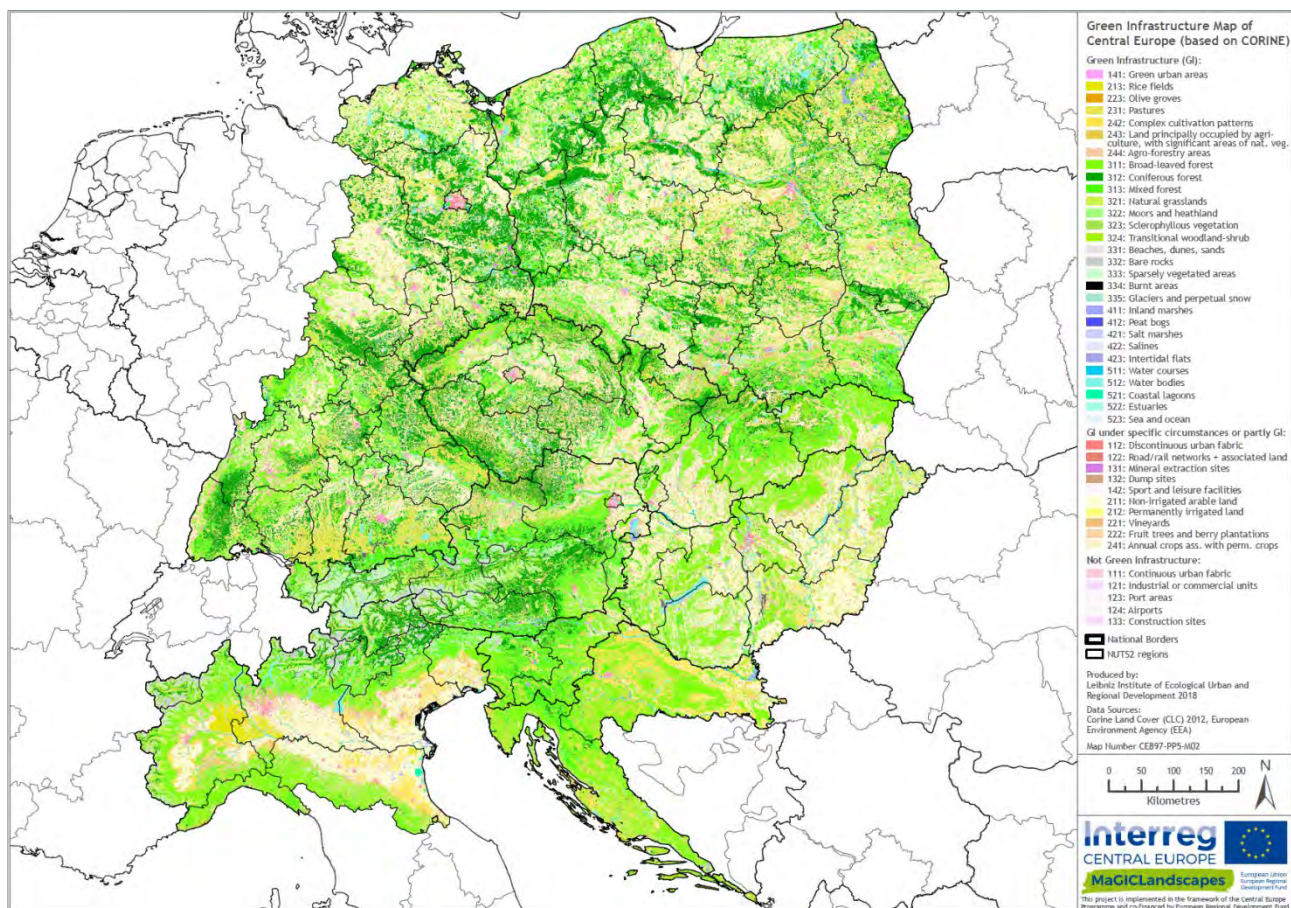 Green Infrastructure Map of
Central Europe (based on CORINE)
Green Infrastructure (GI):
141: Green urban areas
213: Rice fields
223: Olive groves
231: Pastures
242: Complex cultivation patterns
243: Land principally occupied by agri-
culture, with significant areas of nat. veg.
244: Agro-forestry areas
311: Broad-leaved forest
312: Coniferous forest
313: Mixed forest
321: Natural grasslands
322: Moors and heathland
323: Sclerophyllous vegetation
324: Transitional woodland-shrub
331: Beaches, dunes, sands
332: Bare rocks
333: Sparsely vegetated areas
334: Burnt areas
335: Glaciers and perpetual snow
411: Inland marshes
412: Peat bogs
421: Salt marshes
422: Salines
423: Intertidal flats
511: Water courses
512: Water bodies
521: Coastal lagoons
522: Estuaries
523: Sea and ocean
GI under specific circumstances or partly GI:
112: Discontinuous urban fabric
122: Road/rail networks + associated land
131: Mineral extraction sites
132: Dump sites
142: Sport and leisure facilities
211: Non-irrigated arable land
212: Permanently irrigated land
221: Vineyards
222: Fruit trees and berry plantations
241: Annual crops ass. with perm. crops
Not Green Infrastructure:
111: Continuous urban fabric
121: Industrial or commercial units
123: Port areas
124: Airports
133: Construction sites
National Borders
NUTS2 regions
Produced by:
Leibniz Institute of Ecological Urban and
Regional Development 2018
Data Sources:
Corine Land Cover (CLC) 2012, European
Environment Agency (EEA)
Map Number CE897-PP5-M02
0 50 100 150 200
Kilometres
N
Interreg
CENTRAL EUROPE
MaGICLandscapes
European Union
European Regional
Development Fund
This project is implemented in the framework of the Central Europe
Programme and co-financed by European Regional Development Fund